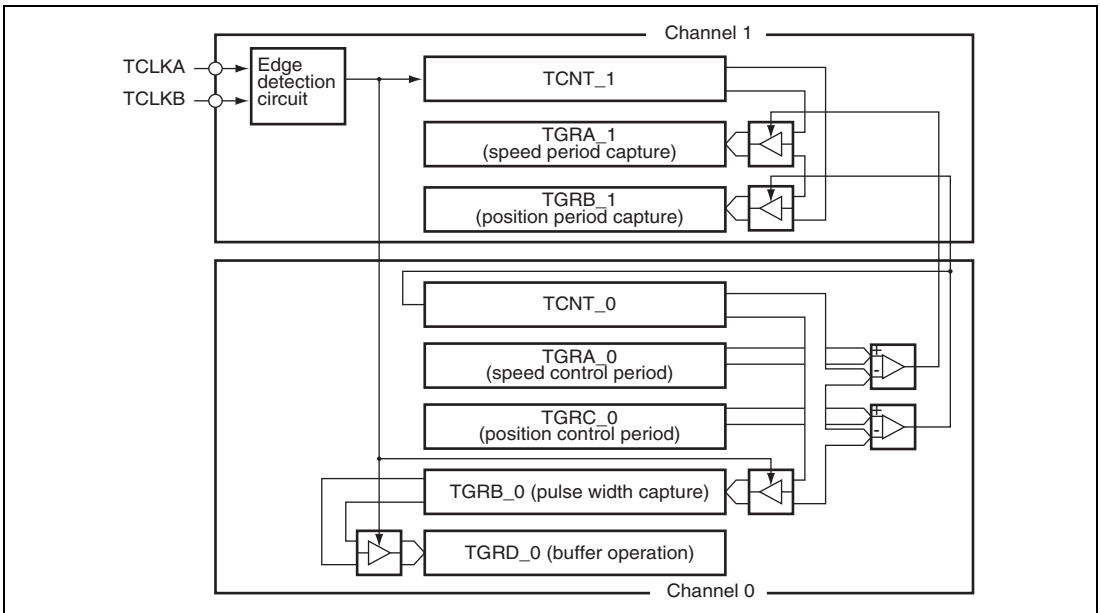 Channel 1
TCLKA
TCLKB
Edge
detection
circuit
TCNT_1
TGRA_1
(speed period capture)
TGRB_1
(position period capture)
TCNT_0
TGRA_0
(speed control period)
+
-
TGRC_0
(position control period)
+
-
TGRB_0 (pulse width capture)
TGRD_0 (buffer operation)
Channel 0